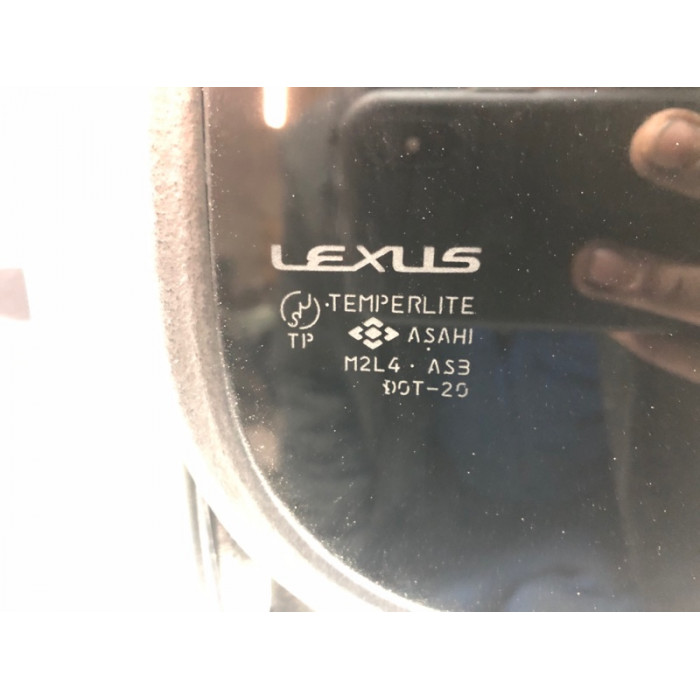 LEXUS
·TEMPERLITE
TP ASAHI
M2L4 · AS3
DOT-20